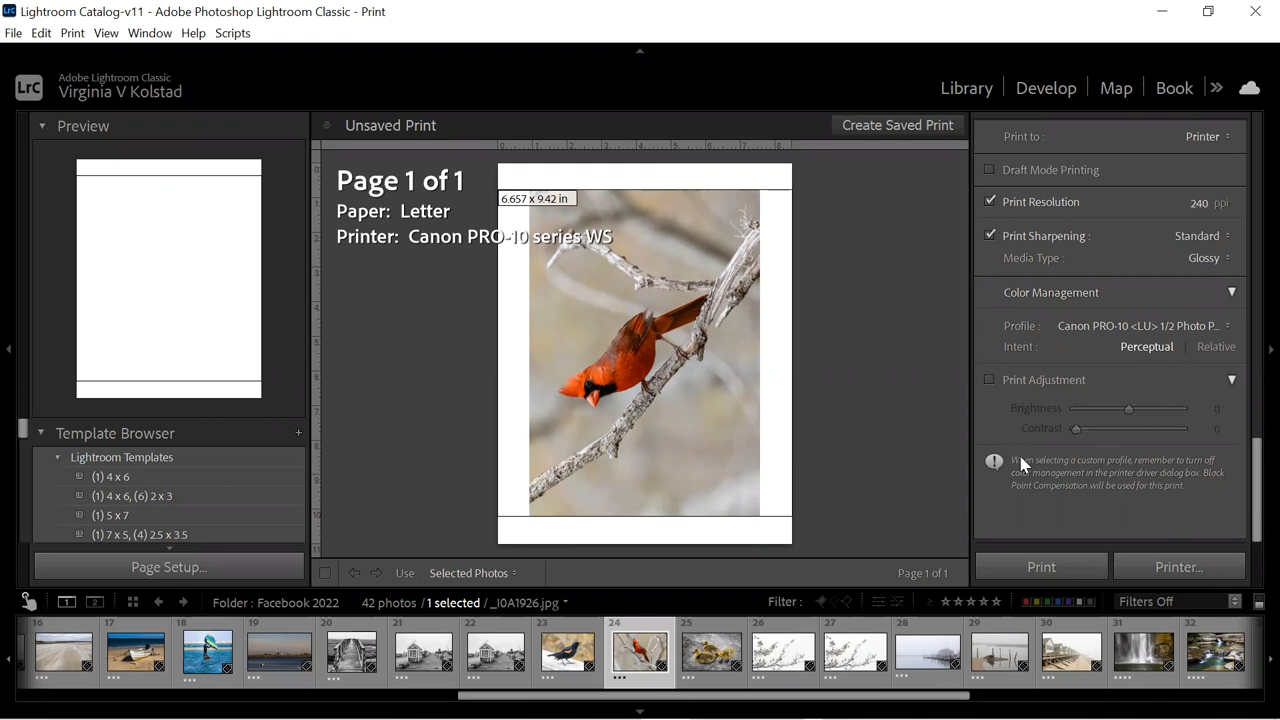 Lightroom Catalog-v11 - Adobe Photoshop Lightroom Classic - Print
File Edit Print View Window Help Scripts
LrC
Adobe Lightroom Classic
Virginia V Kolstad
Library Develop Map Book »
Preview
Unsaved Print
Create Saved Print
Page 1 of 1
Paper: Letter
Printer: Canon PRO-10 series WS
6.657 x 9.42 in
Print to : Printer
Draft Mode Printing
Print Resolution 240 ppi
Print Sharpening : Standard
Media Type : Glossy
Color Management
Profile : Canon PRO-10 <LU> 1/2 Photo P...
Intent : Perceptual Relative
Print Adjustment
Brightness 0
Contrast 0
When selecting a custom profile, remember to turn off
color management in the printer driver dialog box. Black
Point Compensation will be used for this print.
Template Browser +
Lightroom Templates
(1) 4 x 6
(1) 4 x 6, (6) 2 x 3
(1) 5 x 7
(1) 7 x 5, (4) 2.5 x 3.5
Page Setup...
Use: Selected Photos
Page 1 of 1
Print
Printer...
1 2
Folder : Facebook 2022
42 photos / 1 selected / _I0A1926.jpg
Filter :
Filters Off
16 17 18 19 20 21 22 23 24 25 26 27 28 29 30 31 32